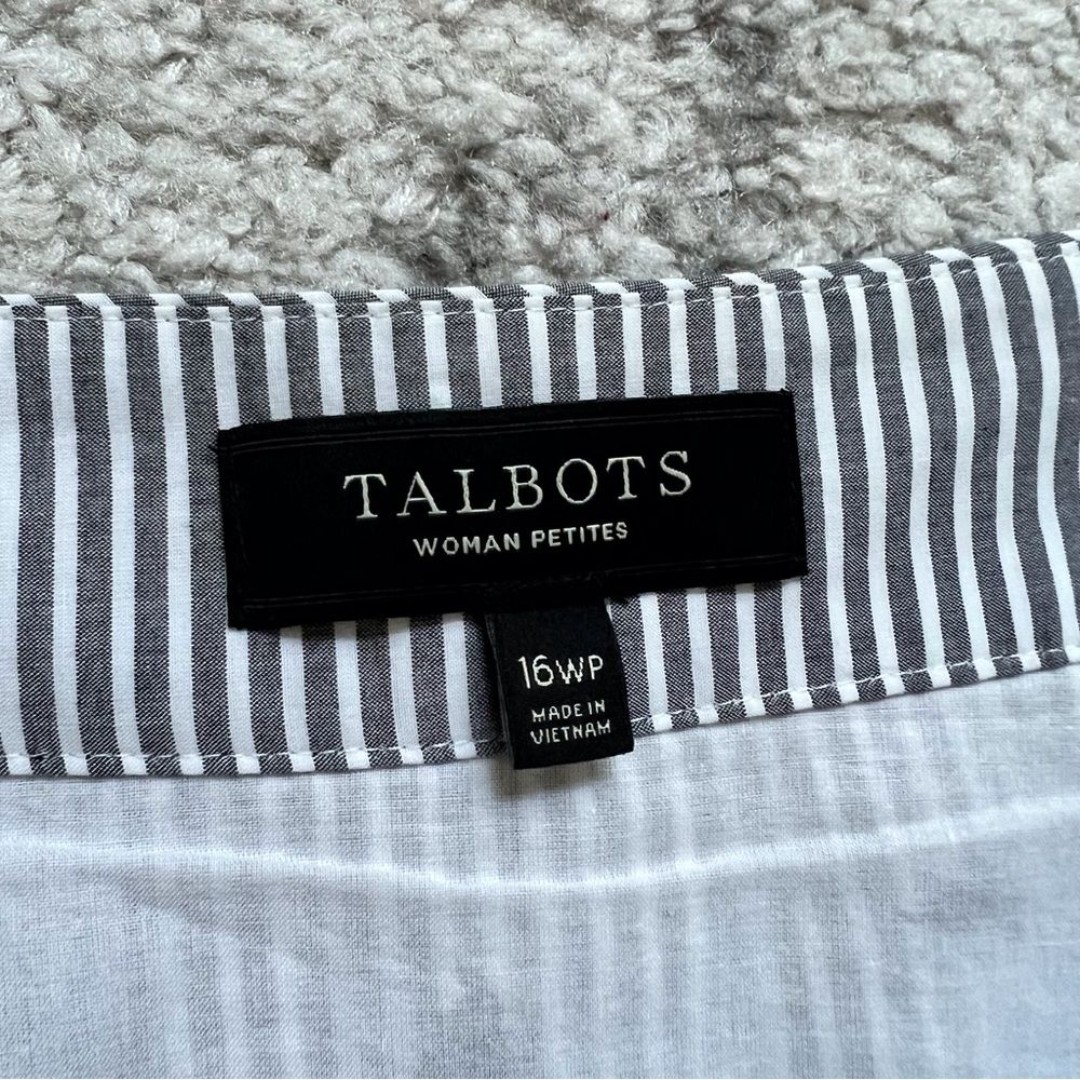 TALBOTS
WOMAN PETITES
16WP
MADE IN
VIETNAM